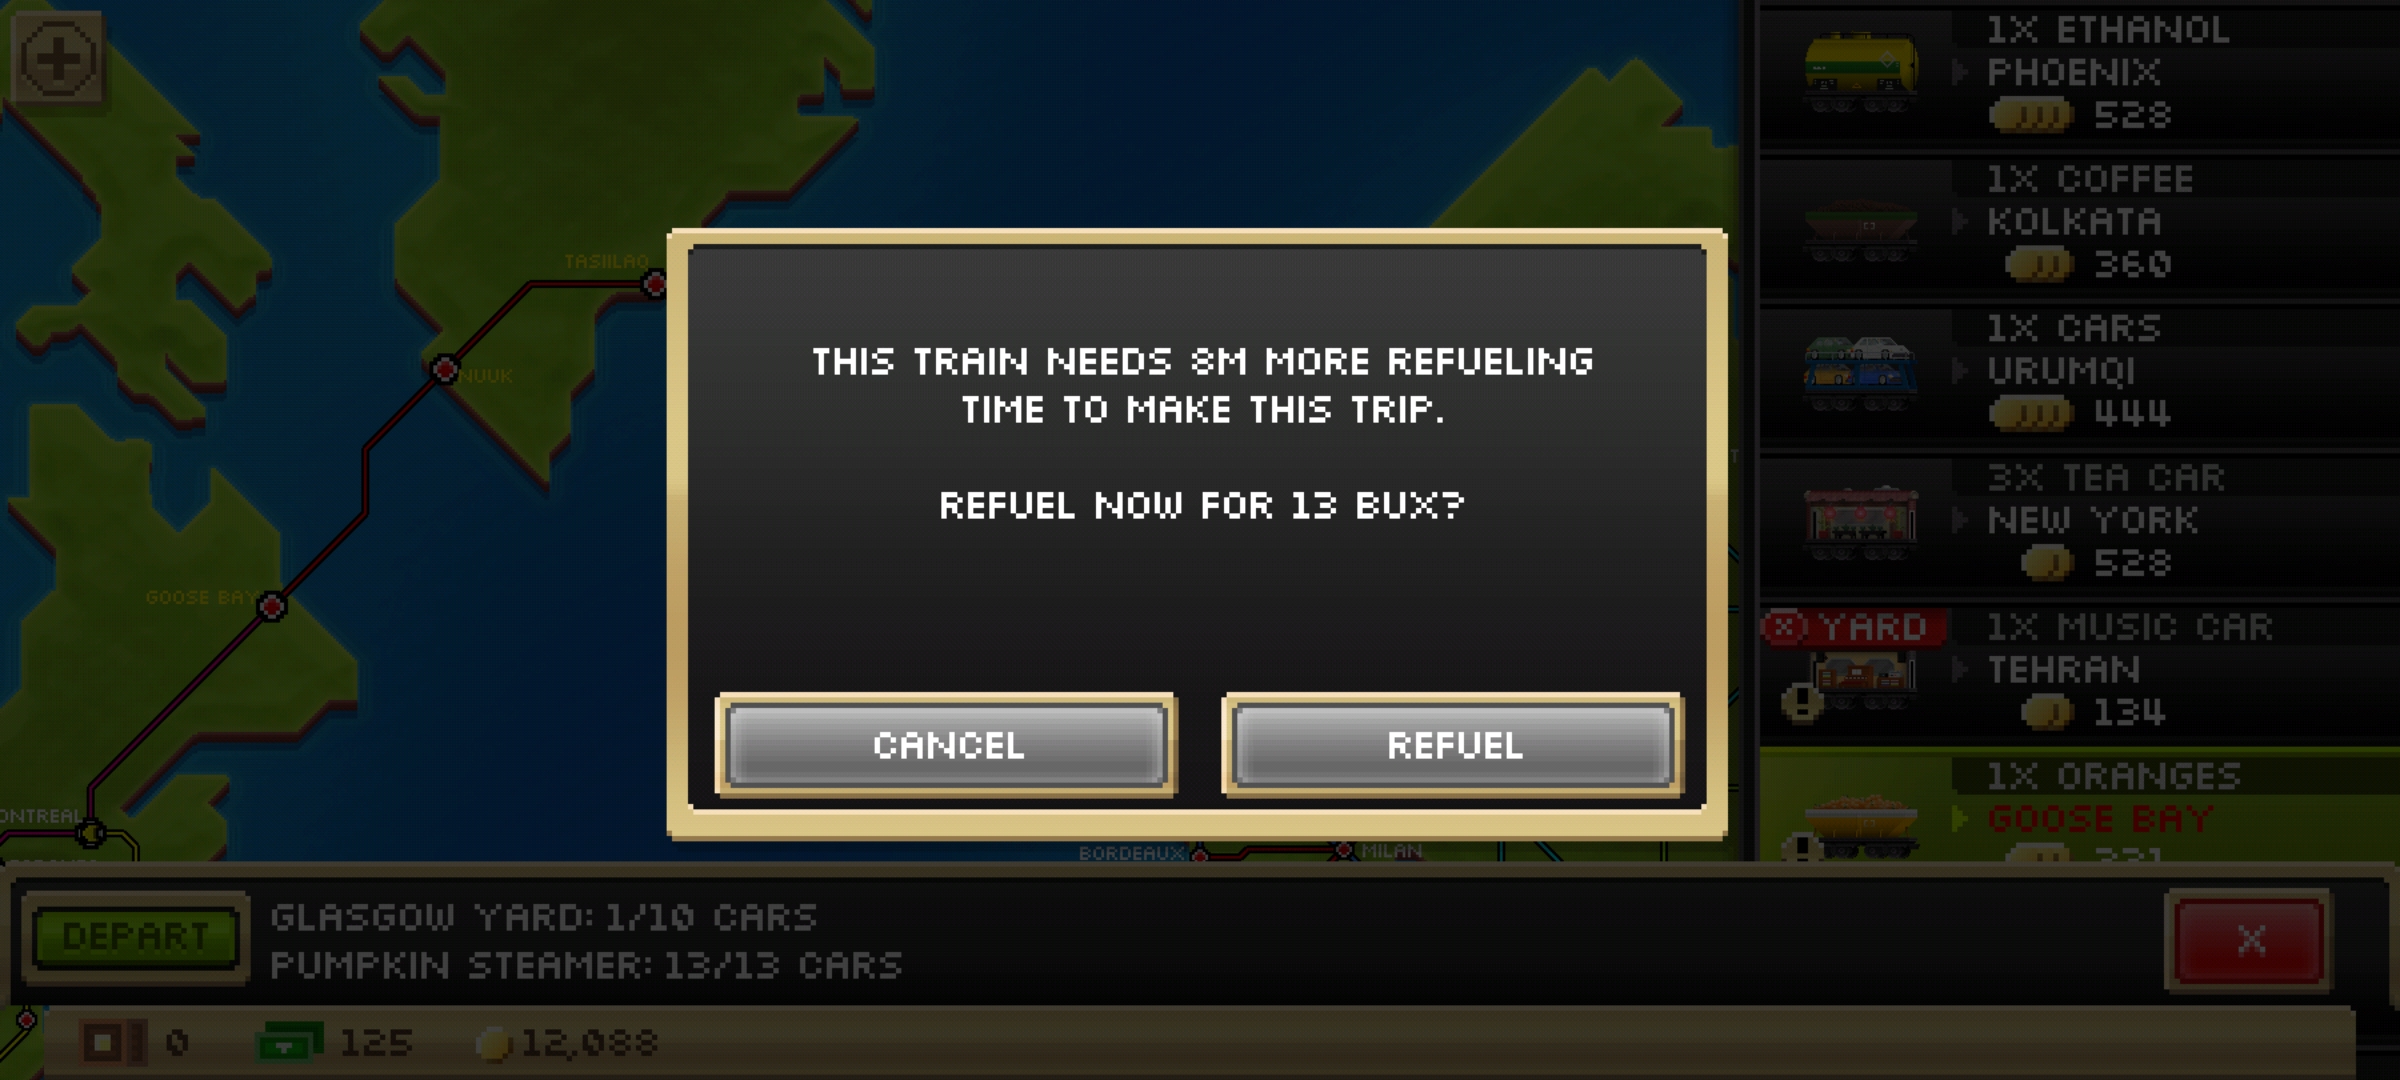 1X ETHANOL
PHOENIX
528
1X COFFEE
KOLKATA
360
1X CARS
URUMQI
444
3X TEA CAR
NEW YORK
528
YARD
1X MUSIC CAR
TEHRAN
134
1X ORANGES
GOOSE BAY
TASIILAQ
NUUK
GOOSE BAY
ONTREAL
BORDEAUX
MILAN
THIS TRAIN NEEDS 8M MORE REFUELING
TIME TO MAKE THIS TRIP.
REFUEL NOW FOR 13 BUX?
CANCEL
REFUEL
DEPART
GLASGOW YARD: 1/10 CARS
PUMPKIN STEAMER: 13/13 CARS
X
0
125
12,088